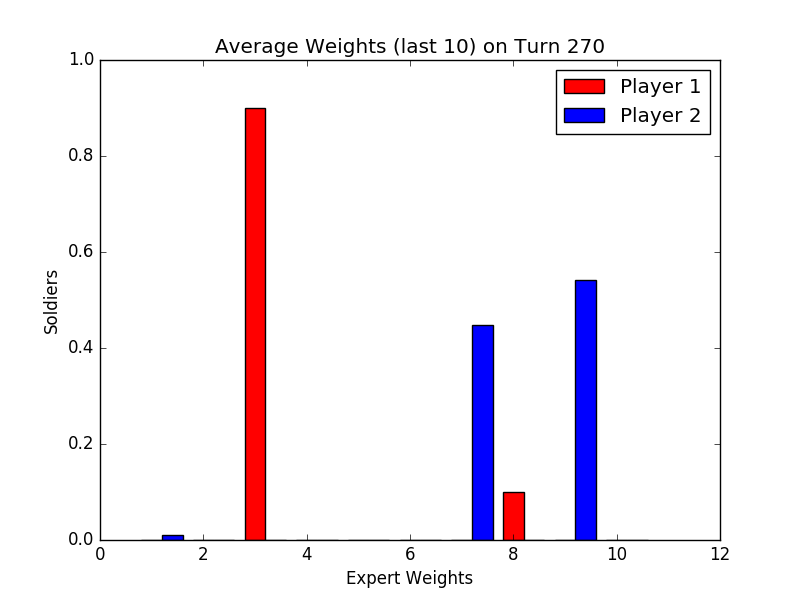 Average Weights (last 10) on Turn 270
Player 1
Player 2
1.0
0.8
0.6
0.4
0.2
0.0
Soldiers
0 2 4 6 8 10 12
Expert Weights